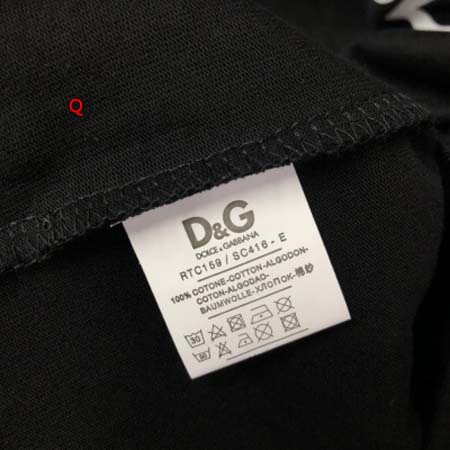 Q
D&G
DOLCE & GABBANA
RTC159 / SC416 - E
100% COTONE-COTTON-ALGODON-
COTON-ALGODAO-
BAUMWOLLE-ХЛОПОК-棉纱
30